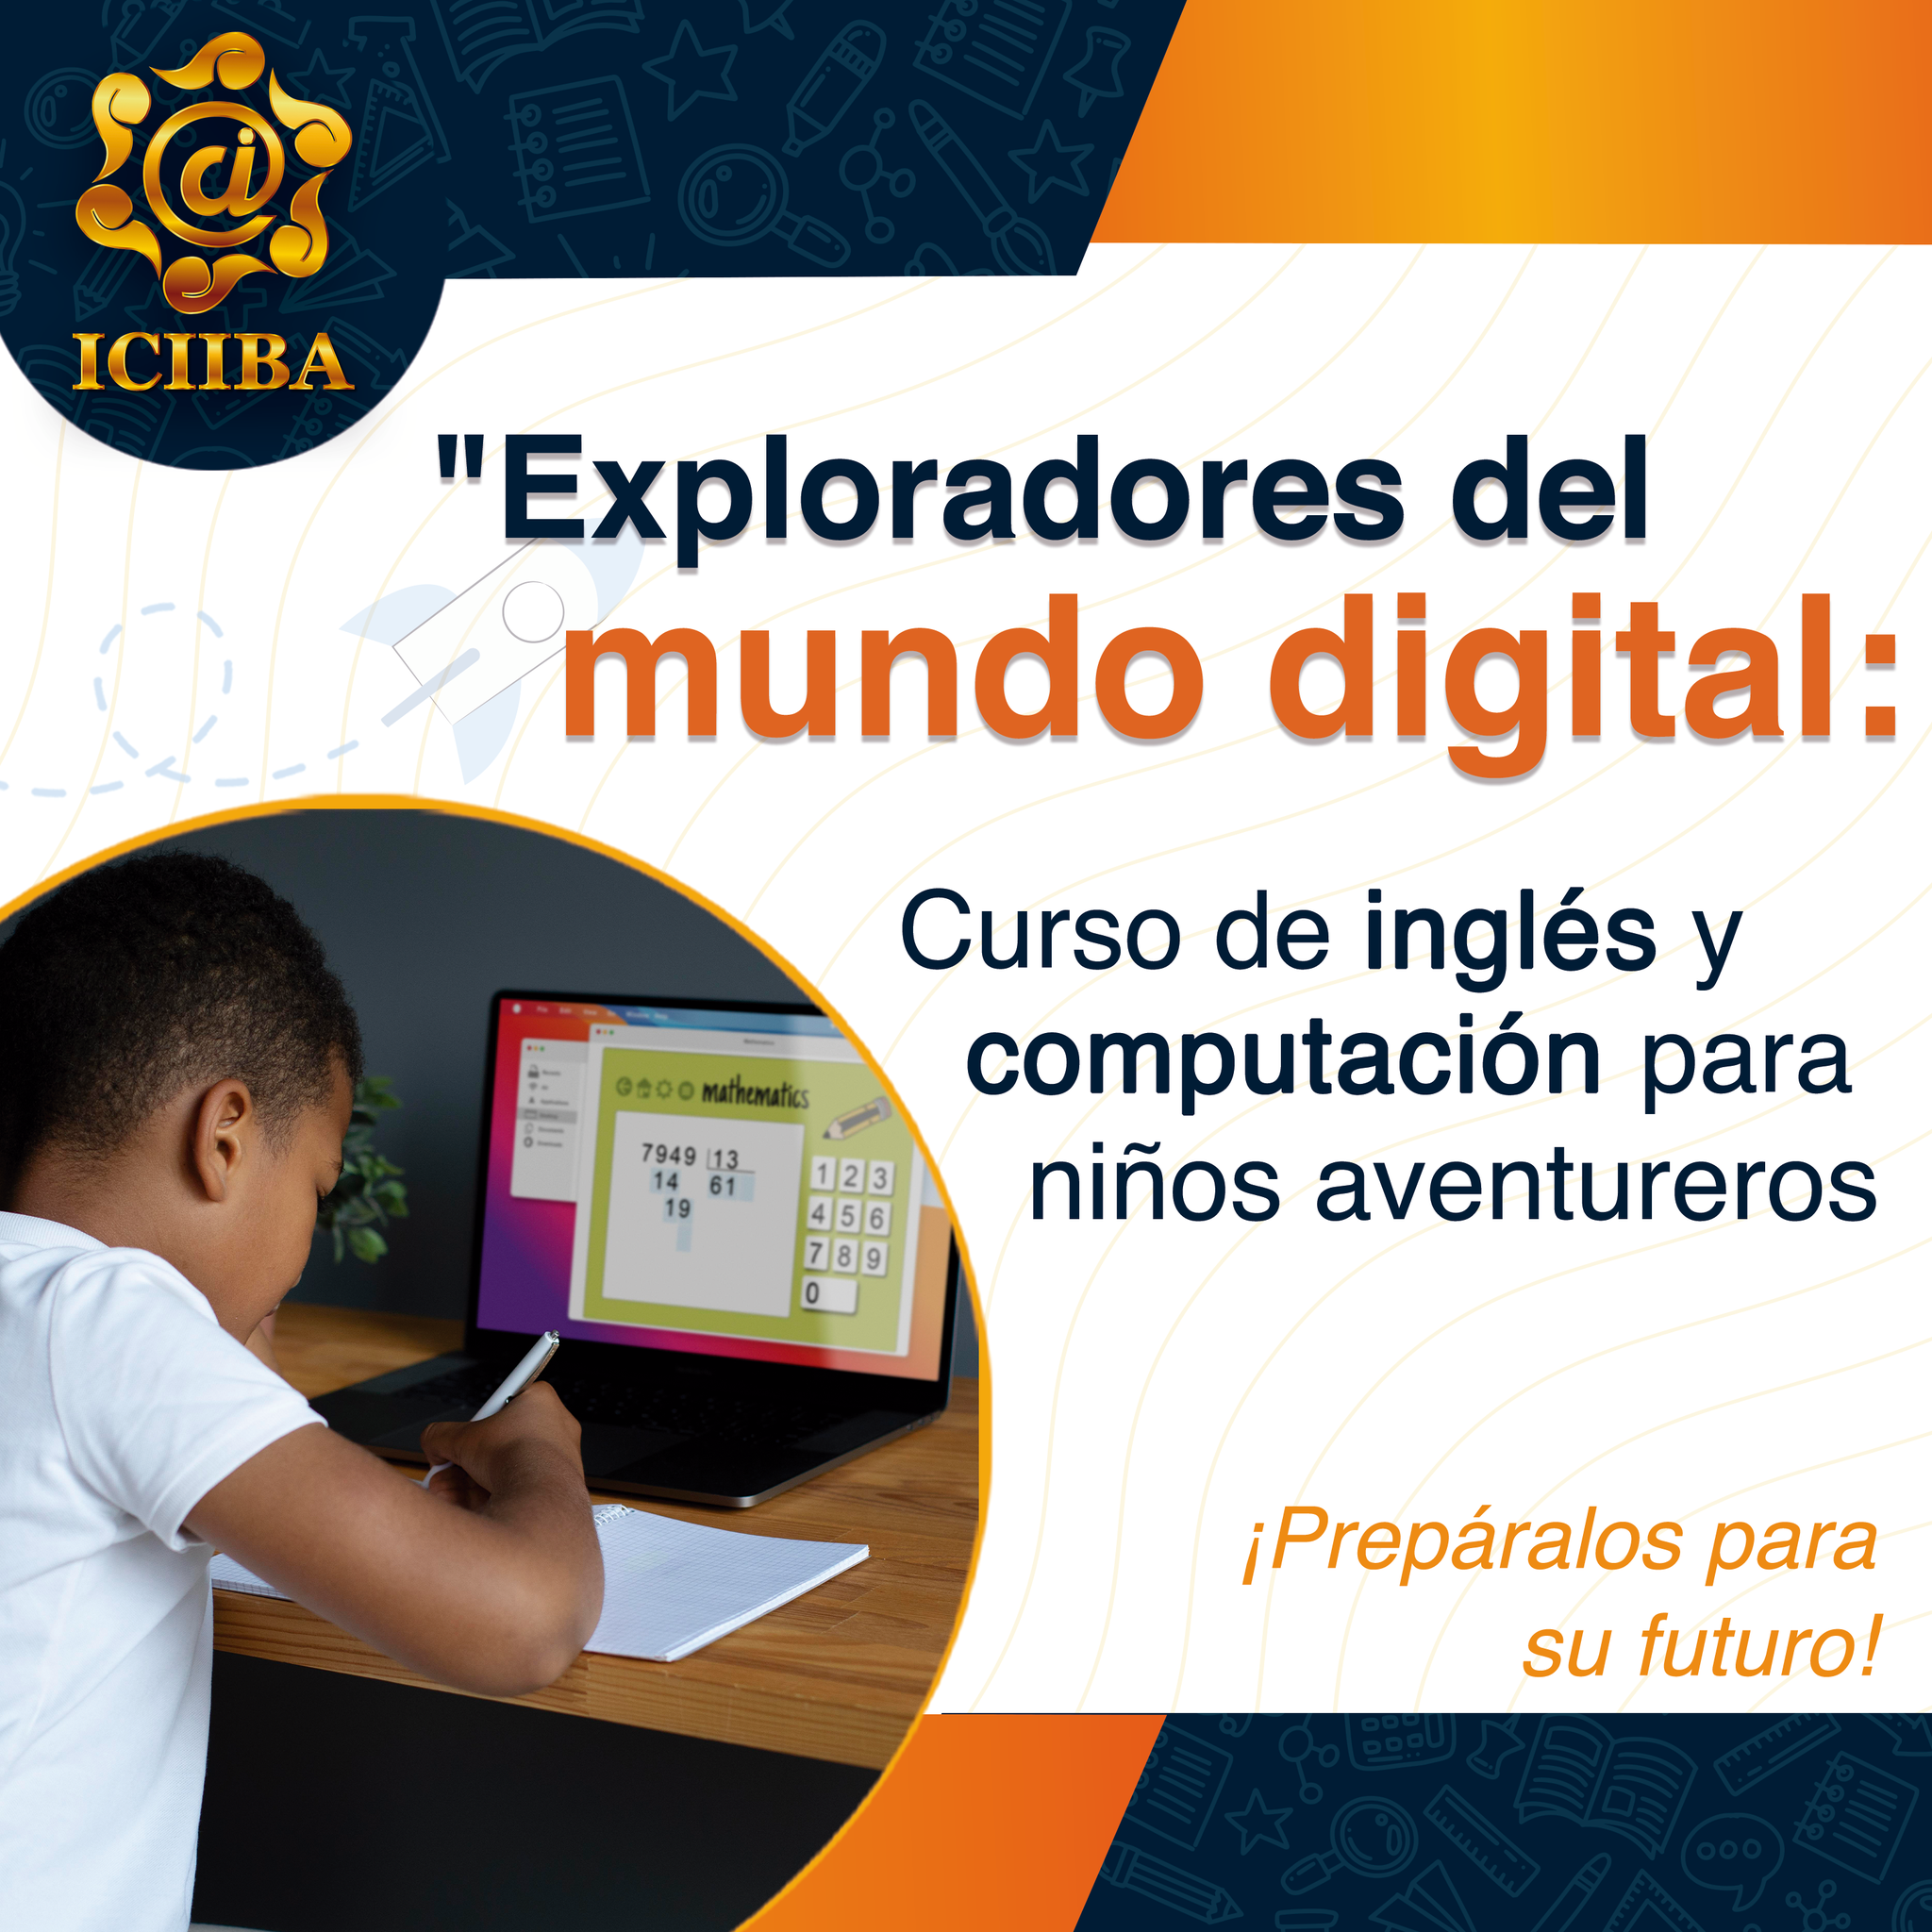 @ci
ICIIBA
"Exploradores del
mundo digital:
Curso de inglés y
computación para
niños aventureros
mathematics
7949 13
14 61
19
1 2 3
4 5 6
7 8 9
0
¡Prepáralos para
su futuro!